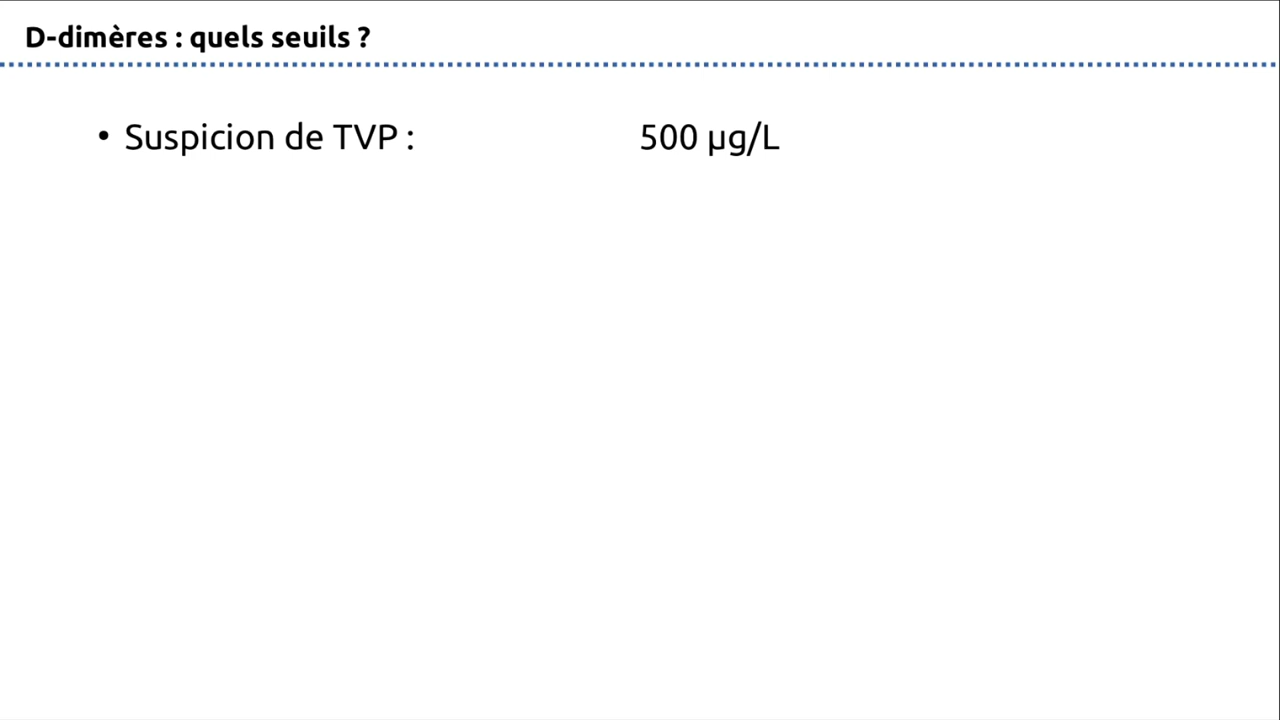 D-dimères : quels seuils ?
• Suspicion de TVP : 500 µg/L